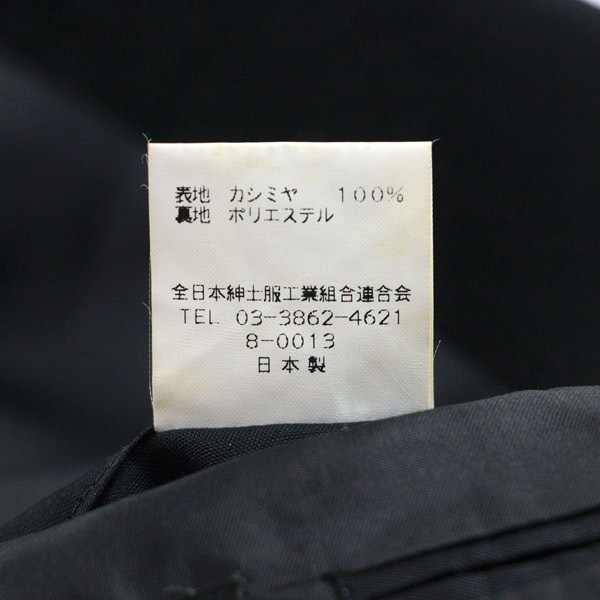 表地 カシミヤ 100%
裏地 ポリエステル
全日本紳士服工業組合連合会
TEL 03-3862-4621
8-0013
日本製